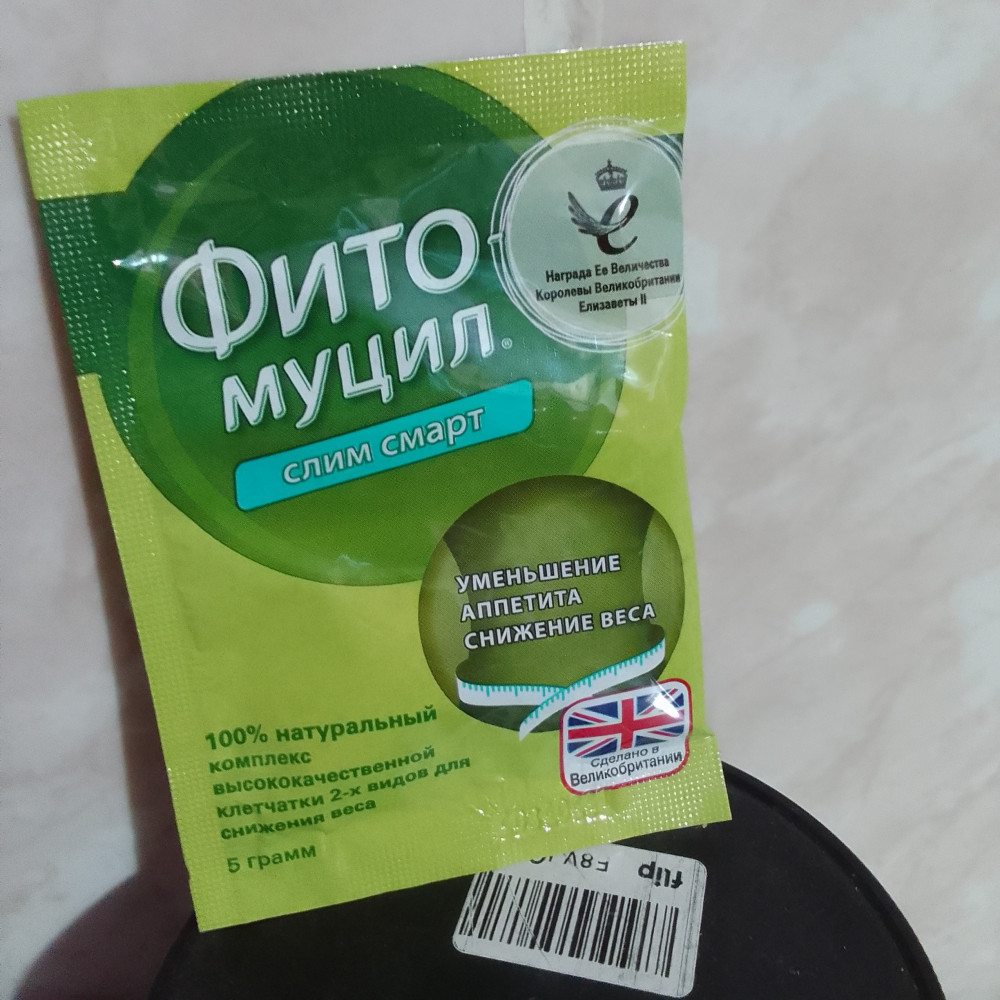 Награда Ее Величества
Королевы Великобритании
Елизаветы II
Фито
муцил®
слим смарт
УМЕНЬШЕНИЕ
АППЕТИТА
СНИЖЕНИЕ ВЕСА
Сделано в
Великобритании
100% натуральный
комплекс
высококачественной
клетчатки 2-х видов для
снижения веса
5 грамм
flip